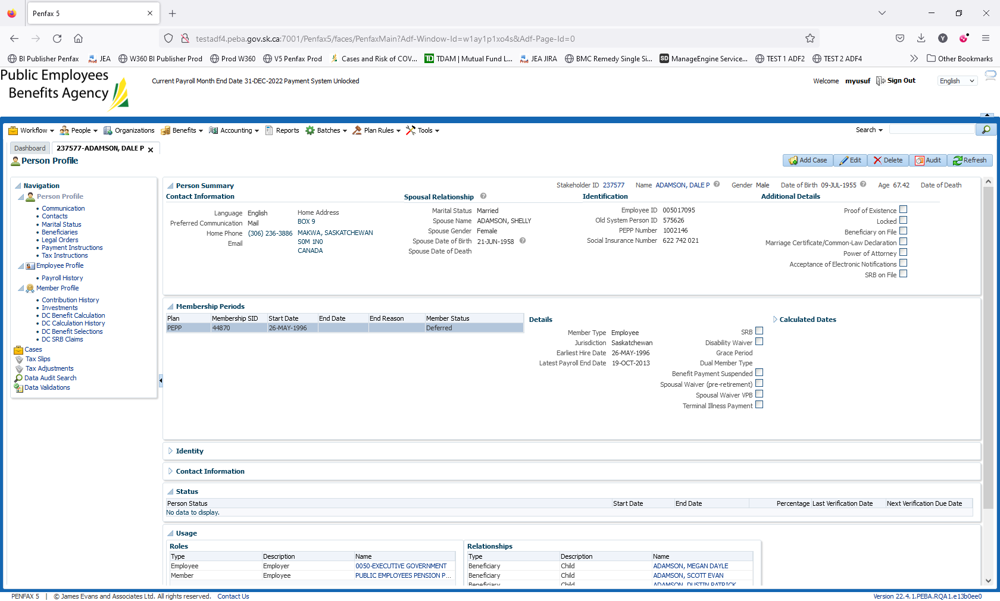 Penfax 5
testadf4.peba.gov.sk.ca:7001/Penfax5/faces/PenfaxMain?Adf-Window-Id=w1ay1p1xo4s&Adf-Page-Id=0
BI Publisher Penfax JEA W360 BI Publisher Prod Prod W360 V5 Penfax Prod Cases and Risk of COV... TD TDAM | Mutual Fund L... JEA JIRA BMC Remedy Single Si... SD ManageEngine Service... TEST 1 ADF2 TEST 2 ADF4 Other Bookmarks
Public Employees
Benefits Agency
Current Payroll Month End Date 31-DEC-2022 Payment System Unlocked
Welcome myusuf Sign Out English
Workflow People Organizations Benefits Accounting Reports Batches Plan Rules Tools Search
Dashboard 237577-ADAMSON, DALE P
Person Profile
Add Case Edit Delete Audit Refresh
Navigation
Person Profile
Communication
Contacts
Marital Status
Beneficiaries
Legal Orders
Payment Instructions
Tax Instructions
Employee Profile
Payroll History
Member Profile
Contribution History
Investments
DC Benefit Calculation
DC Calculation History
DC Benefit Selections
DC SRB Claims
Cases
Tax Slips
Tax Adjustments
Data Audit Search
Data Validations
Person Summary
Stakeholder ID 237577 Name ADAMSON, DALE P Gender Male Date of Birth 09-JUL-1955 Age 67.42 Date of Death
Contact Information
Language English
Preferred Communication Mail
Home Phone (306) 236-3886
Email
Home Address
BOX 9
MAKWA, SASKATCHEWAN
S0M 1N0
CANADA
Spousal Relationship
Marital Status Married
Spouse Name ADAMSON, SHELLY
Spouse Gender Female
Spouse Date of Birth 21-JUN-1958
Spouse Date of Death
Identification
Employee ID 005017095
Old System Person ID 575626
PEPP Number 1002146
Social Insurance Number 622 742 021
Additional Details
Proof of Existence
Locked
Beneficiary on File
Marriage Certificate/Common-Law Declaration
Power of Attorney
Acceptance of Electronic Notifications
SRB on File
Membership Periods
Plan Membership SID Start Date End Date End Reason Member Status
PEPP 44870 26-MAY-1996 Deferred
Details
Member Type Employee
Jurisdiction Saskatchewan
Earliest Hire Date 26-MAY-1996
Latest Payroll End Date 19-OCT-2013
SRB
Disability Waiver
Grace Period
Dual Member Type
Benefit Payment Suspended
Spousal Waiver (pre-retirement)
Spousal Waiver VPB
Terminal Illness Payment
Calculated Dates
Identity
Contact Information
Status
Person Status Start Date End Date Percentage Last Verification Date Next Verification Due Date
No data to display.
Usage
Roles
Type Description Name
Employee Employer 0050-EXECUTIVE GOVERNMENT
Member Employee PUBLIC EMPLOYEES PENSION P...
Relationships
Type Description Name
Beneficiary Child ADAMSON, MEGAN DAYLE
Beneficiary Child ADAMSON, SCOTT EVAN
Beneficiary Child ADAMSON, DUSTIN PATRICK
PENFAX 5 | © James Evans and Associates Ltd. All rights reserved. Contact Us
Version 22.4.1.PEBA.RQA1.e13b0ee0